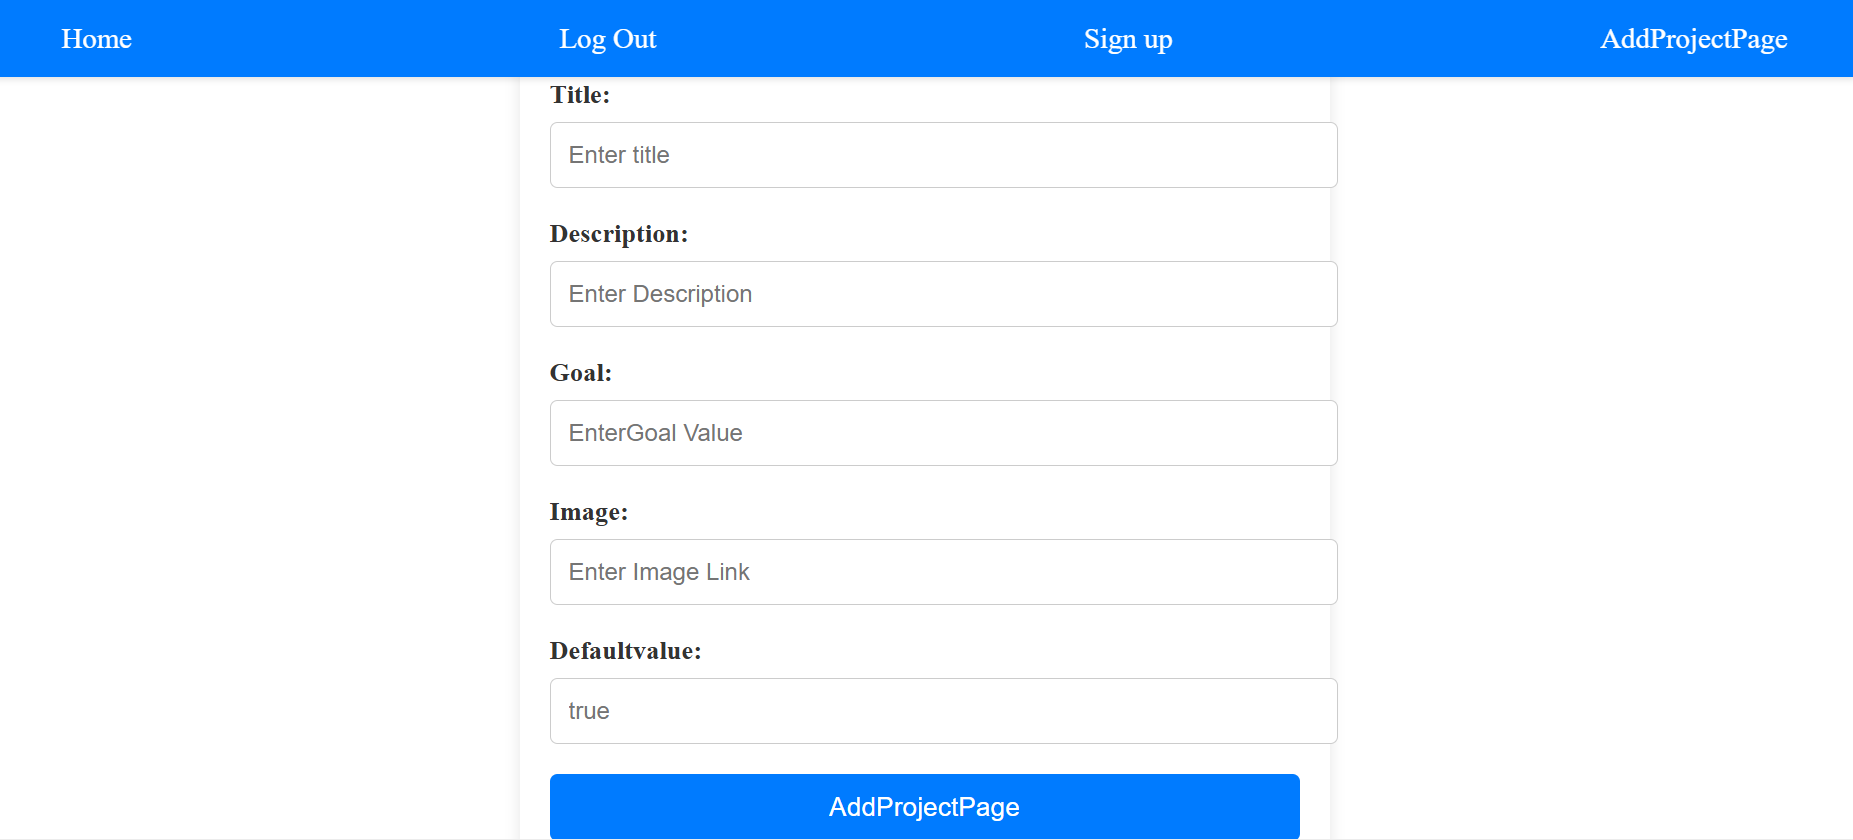 Home Log Out Sign up AddProjectPage
Title:
Enter title
Description:
Enter Description
Goal:
EnterGoal Value
Image:
Enter Image Link
Defaultvalue:
true
AddProjectPage